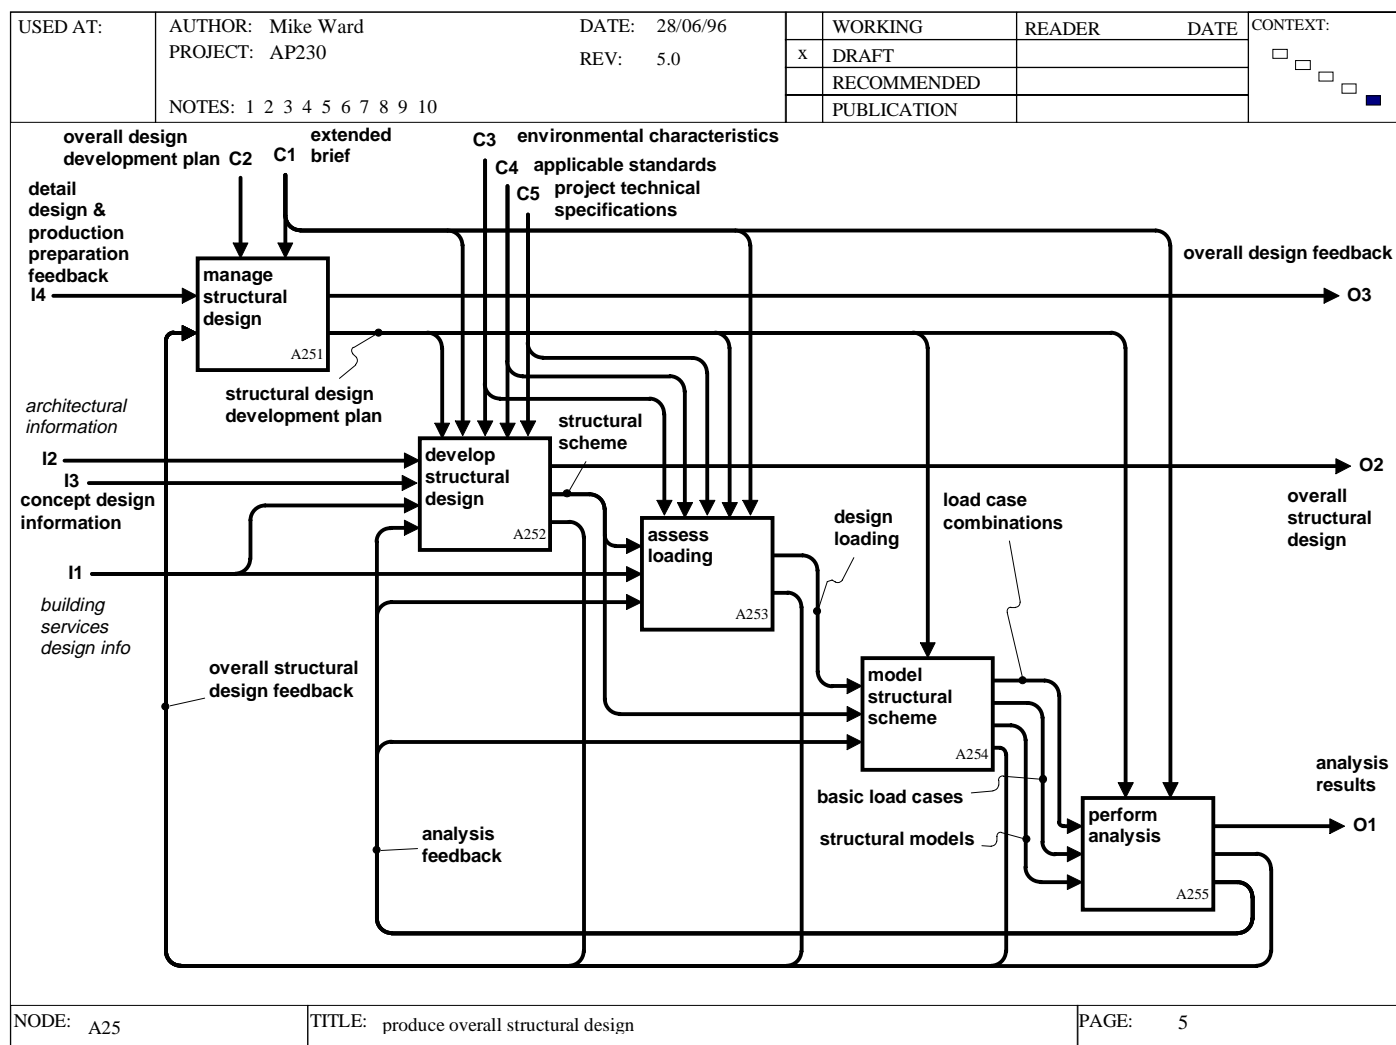 USED AT:
AUTHOR: Mike Ward
DATE: 28/06/96
PROJECT: AP230
REV: 5.0
NOTES: 1 2 3 4 5 6 7 8 9 10
WORKING
x DRAFT
RECOMMENDED
PUBLICATION
READER DATE
CONTEXT:
overall design
development plan C2
C1 extended
brief
C3 environmental characteristics
C4 applicable standards
C5 project technical
specifications
detail
design &
production
preparation
feedback
I4
manage
structural
design
A251
overall design feedback
O3
structural design
development plan
architectural
information
I2
I3
concept design
information
develop
structural
design
A252
structural
scheme
O2
overall
structural
design
I1
building
services
design info
assess
loading
A253
design
loading
load case
combinations
overall structural
design feedback
model
structural
scheme
A254
basic load cases
structural models
analysis
results
O1
perform
analysis
A255
analysis
feedback
NODE: A25
TITLE: produce overall structural design
PAGE: 5